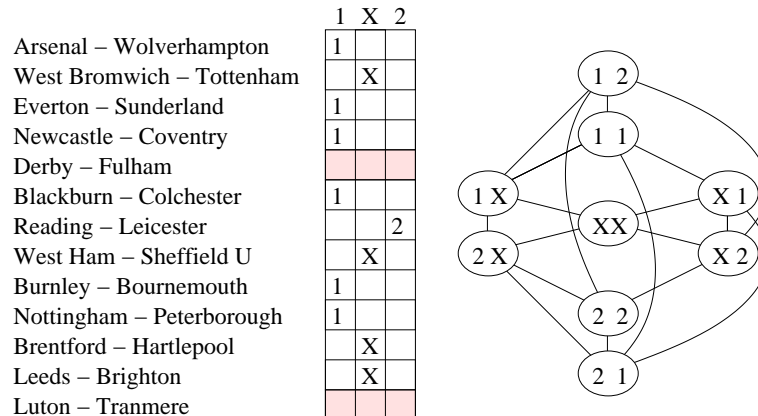 1 X 2
Arsenal – Wolverhampton 1
West Bromwich – Tottenham X
Everton – Sunderland 1
Newcastle – Coventry 1
Derby – Fulham
Blackburn – Colchester 1
Reading – Leicester 2
West Ham – Sheffield U X
Burnley – Bournemouth 1
Nottingham – Peterborough 1
Brentford – Hartlepool X
Leeds – Brighton X
Luton – Tranmere
1 2
1 1
1 X
X 1
XX
2 X
X 2
2 2
2 1